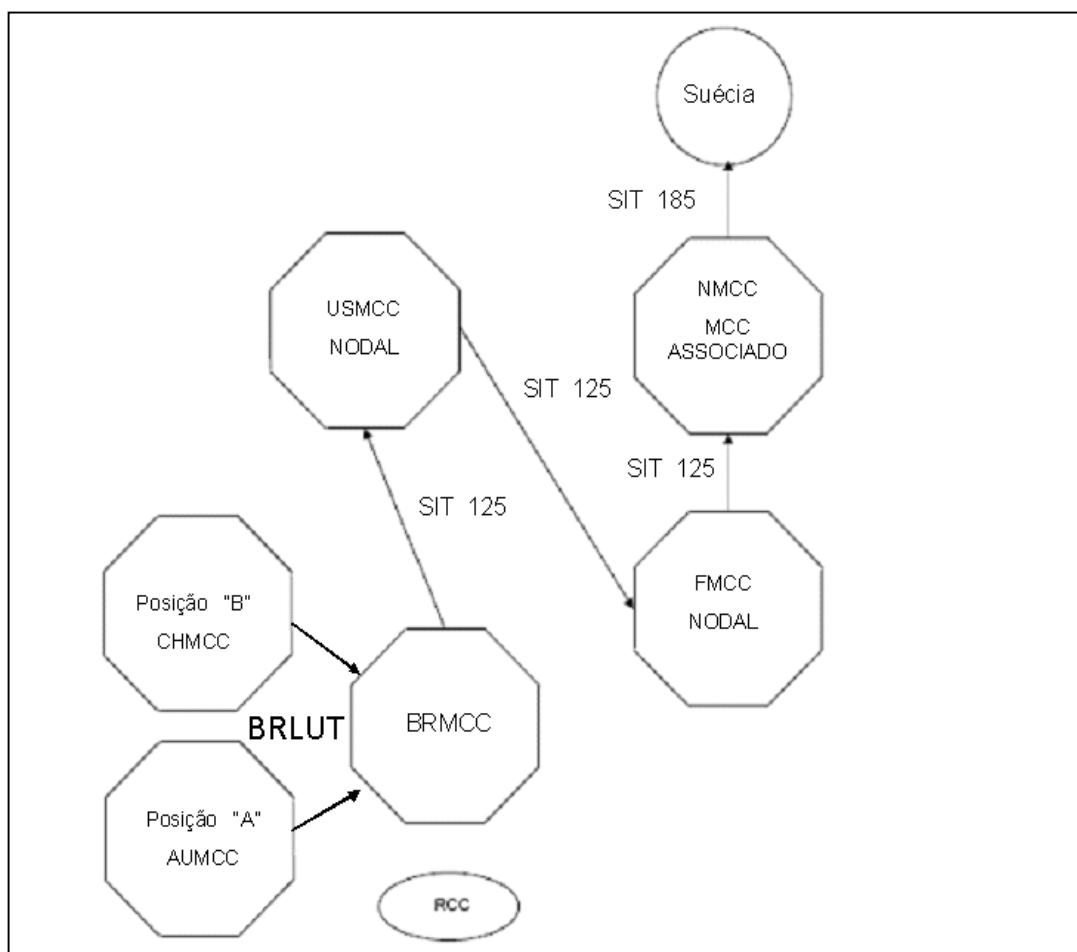 Suécia
SIT 185
USMCC
NODAL
NMCC
MCC
ASSOCIADO
SIT 125
SIT 125
SIT 125
FMCC
NODAL
Posição "B"
CHMCC
BRLUT
BRMCC
Posição "A"
AUMCC
RCC